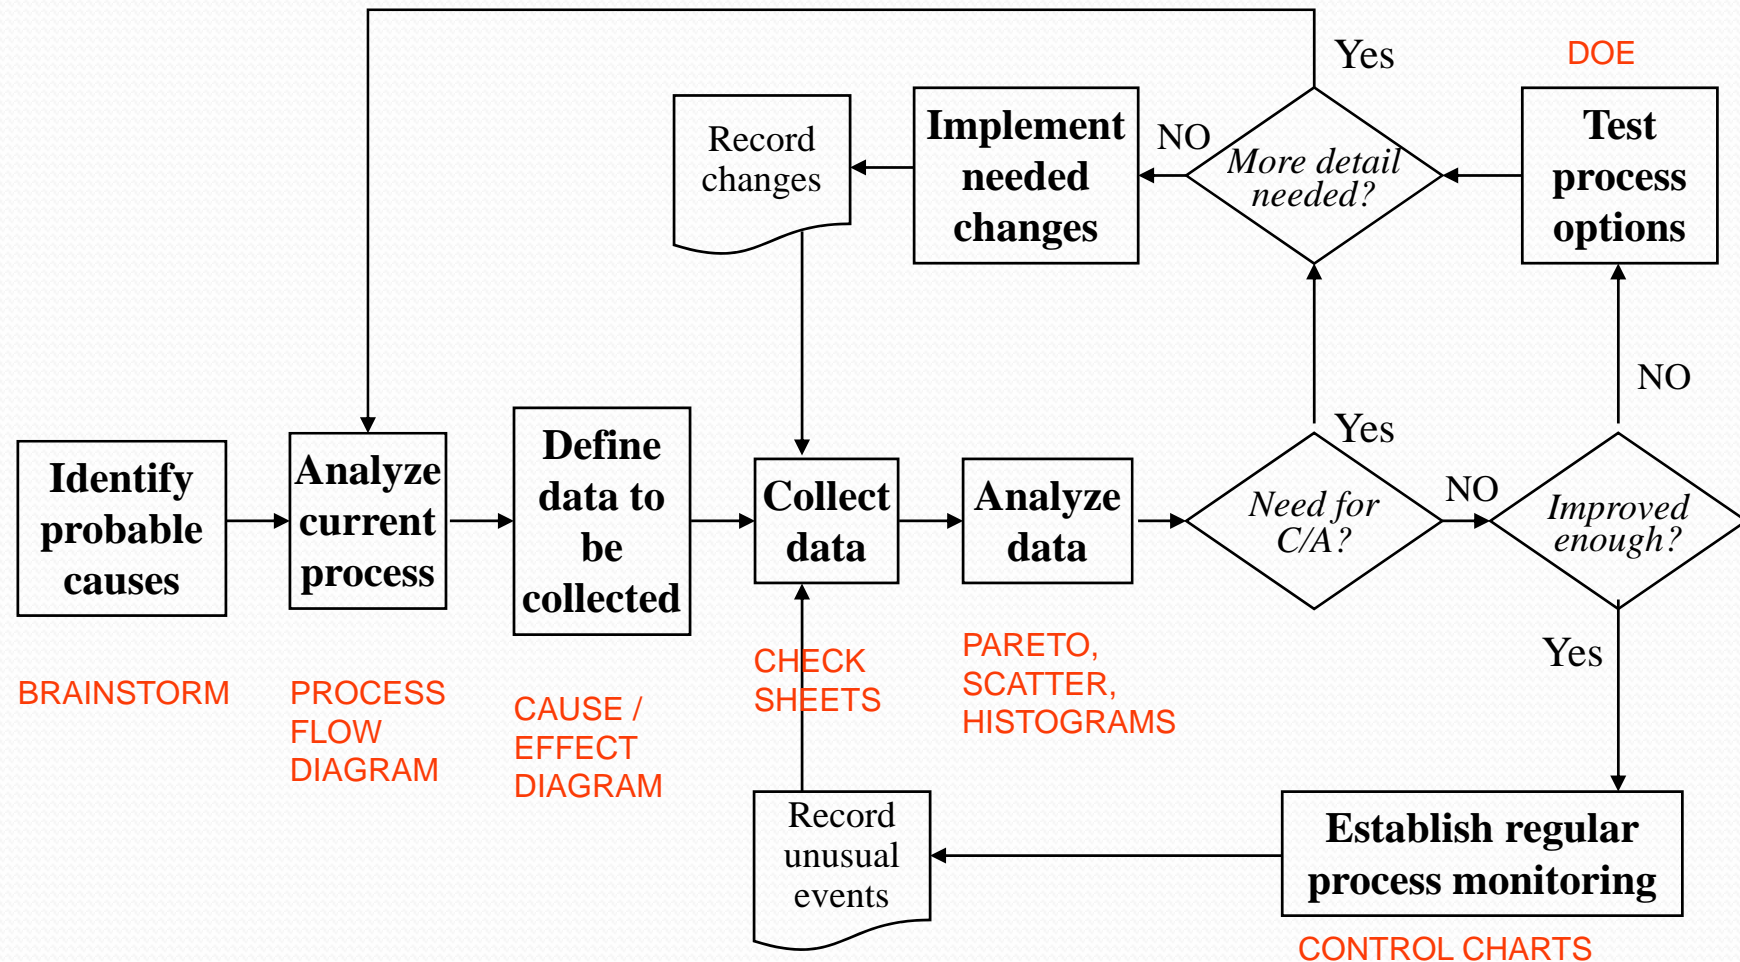 Yes
DOE
Record
changes
Implement
needed
changes
NO
More detail
needed?
Test
process
options
NO
Yes
Identify
probable
causes
Analyze
current
process
Define
data to
be
collected
Collect
data
Analyze
data
Need for
C/A?
NO
Improved
enough?
Yes
BRAINSTORM
PROCESS
FLOW
DIAGRAM
CAUSE /
EFFECT
DIAGRAM
CHECK
SHEETS
PARETO,
SCATTER,
HISTOGRAMS
Record
unusual
events
Establish regular
process monitoring
CONTROL CHARTS